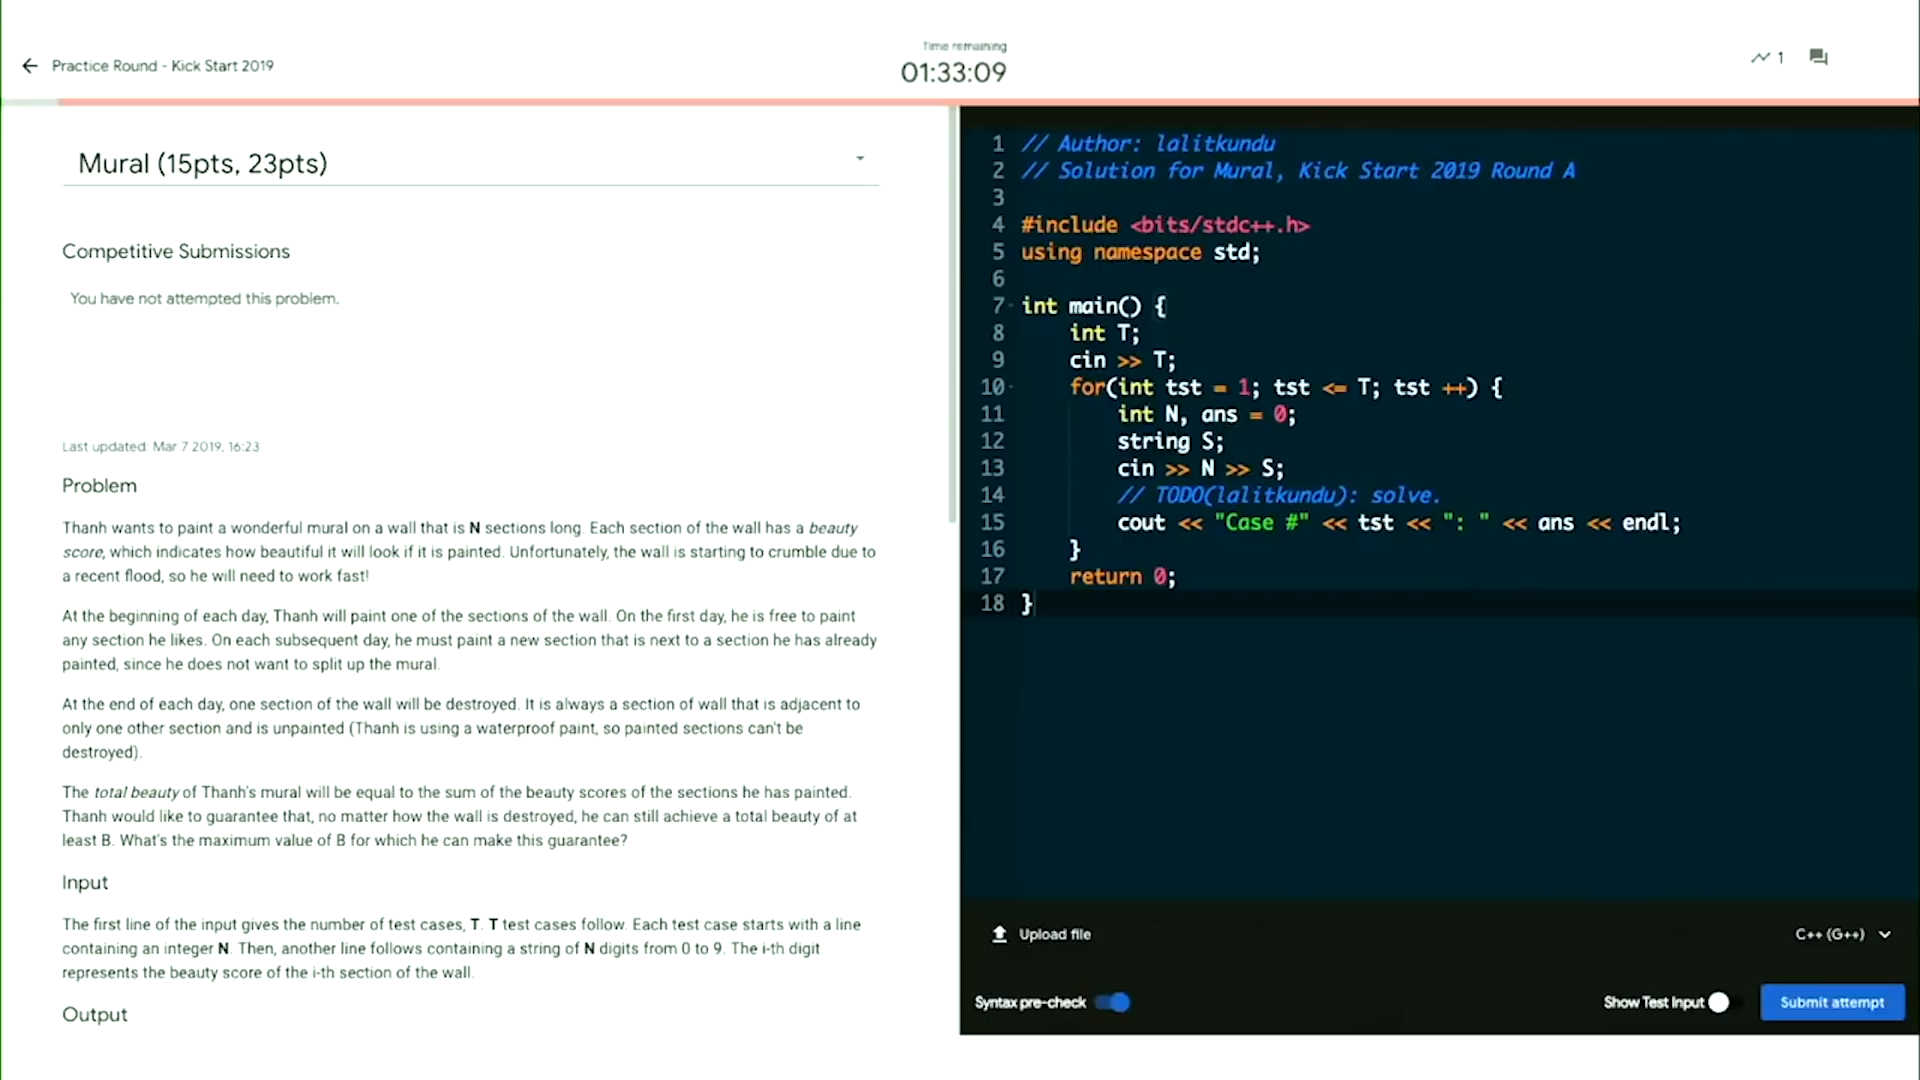 Practice Round - Kick Start 2019
Time remaining
01:33:09
1
Mural (15pts, 23pts)
Competitive Submissions
You have not attempted this problem.
Last updated: Mar 7 2019, 16:23
Problem
Thanh wants to paint a wonderful mural on a wall that is N sections long. Each section of the wall has a beauty
score, which indicates how beautiful it will look if it is painted. Unfortunately, the wall is starting to crumble due to
a recent flood, so he will need to work fast!
At the beginning of each day, Thanh will paint one of the sections of the wall. On the first day, he is free to paint
any section he likes. On each subsequent day, he must paint a new section that is next to a section he has already
painted, since he does not want to split up the mural.
At the end of each day, one section of the wall will be destroyed. It is always a section of wall that is adjacent to
only one other section and is unpainted (Thanh is using a waterproof paint, so painted sections can't be
destroyed).
The total beauty of Thanh's mural will be equal to the sum of the beauty scores of the sections he has painted.
Thanh would like to guarantee that, no matter how the wall is destroyed, he can still achieve a total beauty of at
least B. What's the maximum value of B for which he can make this guarantee?
Input
The first line of the input gives the number of test cases, T. T test cases follow. Each test case starts with a line
containing an integer N. Then, another line follows containing a string of N digits from 0 to 9. The i-th digit
represents the beauty score of the i-th section of the wall.
Output
1 // Author: lalitkundu
2 // Solution for Mural, Kick Start 2019 Round A
3
4 #include <bits/stdc++.h>
5 using namespace std;
6
7 int main() {
8 int T;
9 cin >> T;
10 for(int tst = 1; tst <= T; tst ++) {
11 int N, ans = 0;
12 string S;
13 cin >> N >> S;
14 // TODO(lalitkundu): solve.
15 cout << "Case #" << tst << ": " << ans << endl;
16 }
17 return 0;
18 }
Upload file
C++ (G++)
Syntax pre-check
Show Test Input
Submit attempt